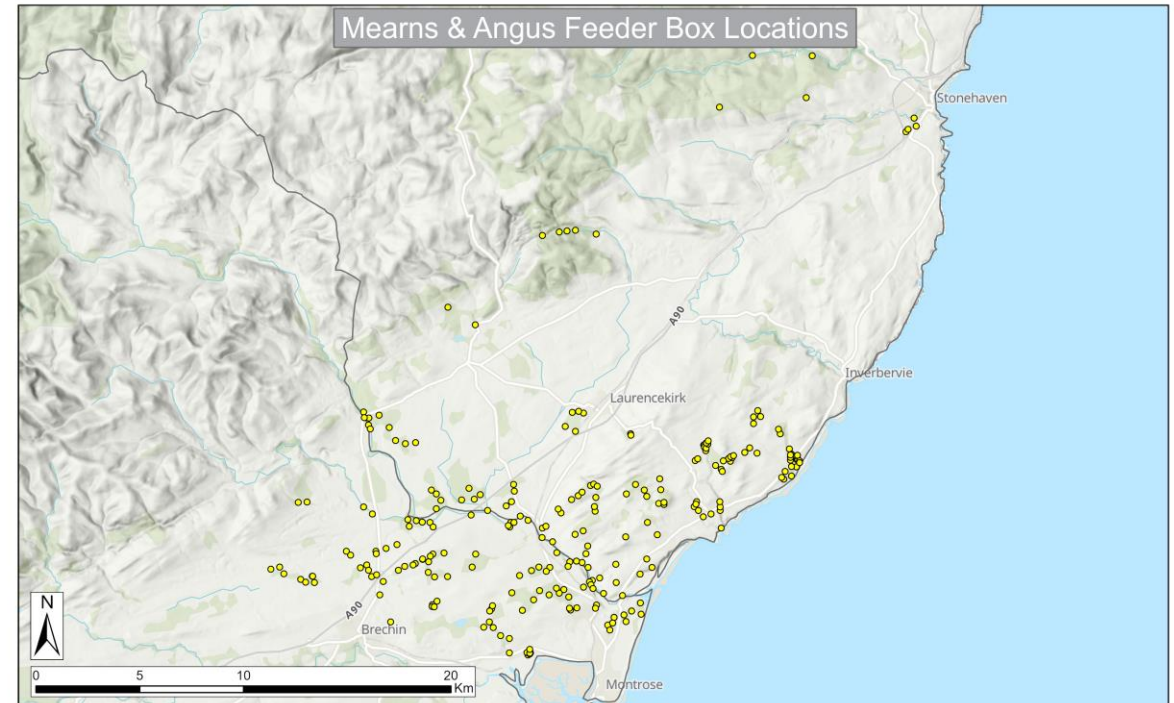 Mearns & Angus Feeder Box Locations
Stonehaven
A90
Inverbervie
Laurencekirk
N
A90
Brechin
0 5 10 20
Km
Montrose